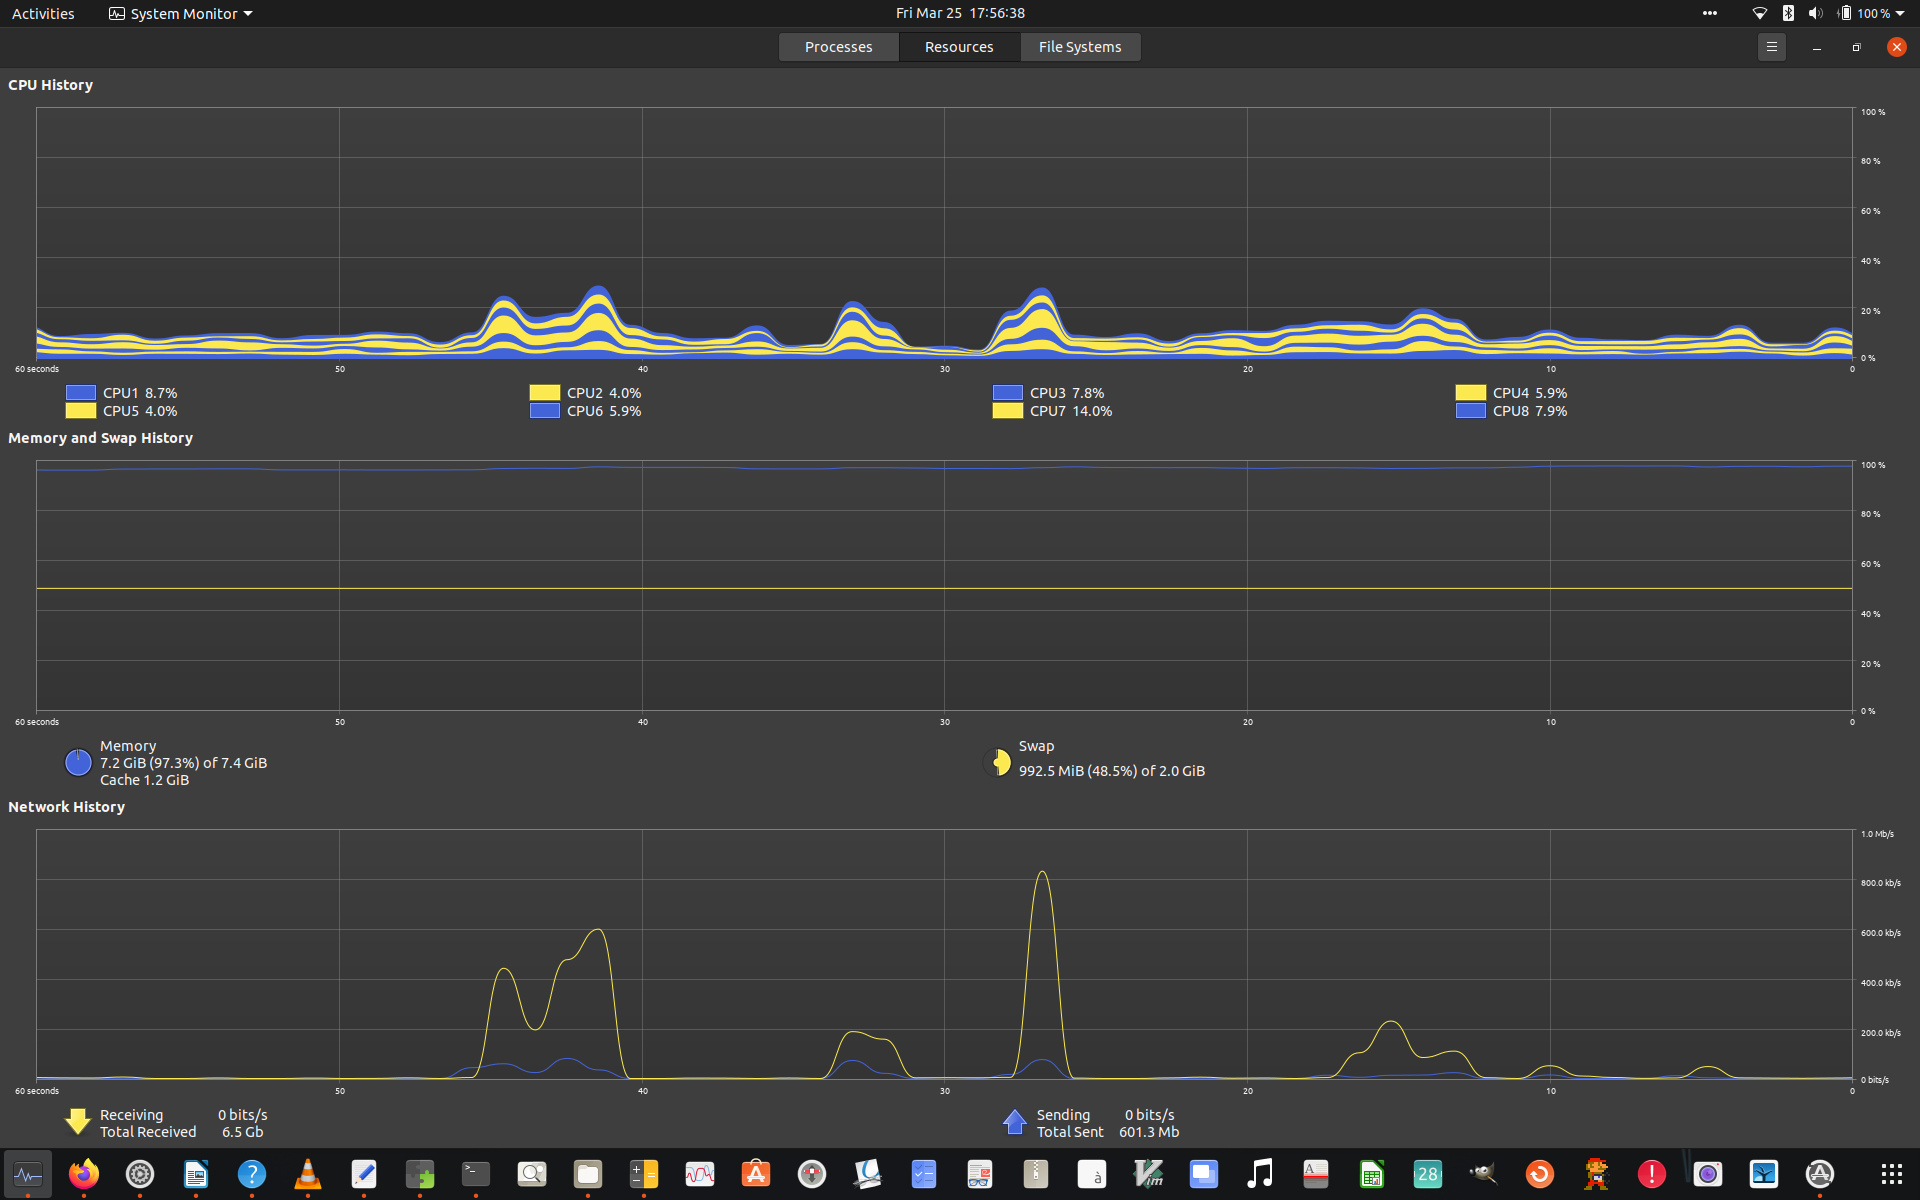 Activities System Monitor Fri Mar 25 17:56:38 100 %
Processes Resources File Systems
CPU History
100 %
80 %
60 %
40 %
20 %
0 %
60 seconds 50 40 30 20 10 0
CPU1 8.7% CPU2 4.0% CPU3 7.8% CPU4 5.9%
CPU5 4.0% CPU6 5.9% CPU7 14.0% CPU8 7.9%
Memory and Swap History
100 %
80 %
60 %
40 %
20 %
0 %
60 seconds 50 40 30 20 10 0
Memory
7.2 GiB (97.3%) of 7.4 GiB
Cache 1.2 GiB
Swap
992.5 MiB (48.5%) of 2.0 GiB
Network History
1.0 Mb/s
800.0 kb/s
600.0 kb/s
400.0 kb/s
200.0 kb/s
0 bits/s
60 seconds 50 40 30 20 10 0
Receiving 0 bits/s
Total Received 6.5 Gb
Sending 0 bits/s
Total Sent 601.3 Mb
? >_ A à Vim A 28 ! A